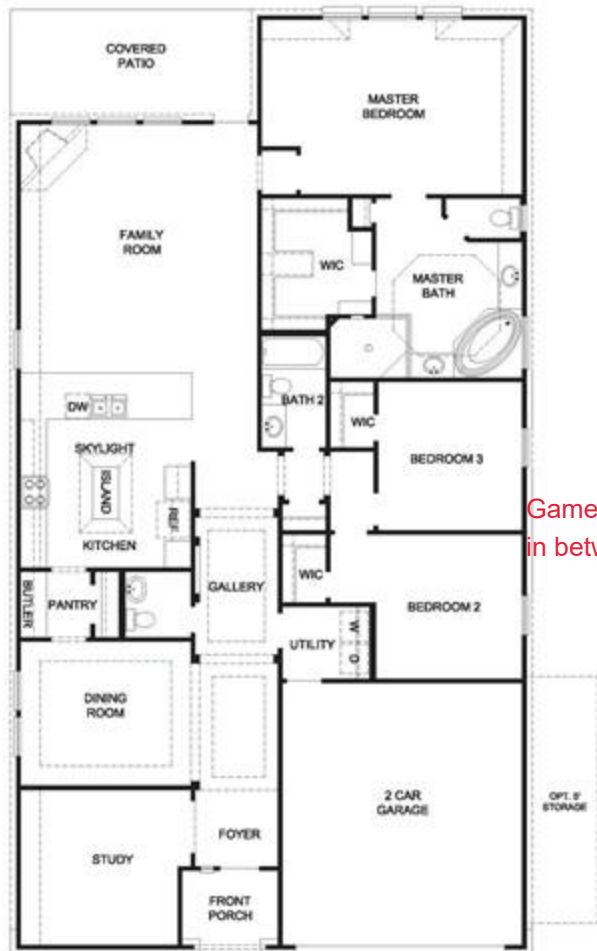 COVERED
PATIO
MASTER
BEDROOM
FAMILY
ROOM
WIC
MASTER
BATH
DW
BATH 2
WIC
SKYLIGHT
ISLAND
REF.
KITCHEN
BEDROOM 3
Game
in betw
BUTLER
PANTRY
GALLERY
WIC
BEDROOM 2
UTILITY
W
D
DINING
ROOM
2 CAR
GARAGE
OPT. 5'
STORAGE
STUDY
FOYER
FRONT
PORCH